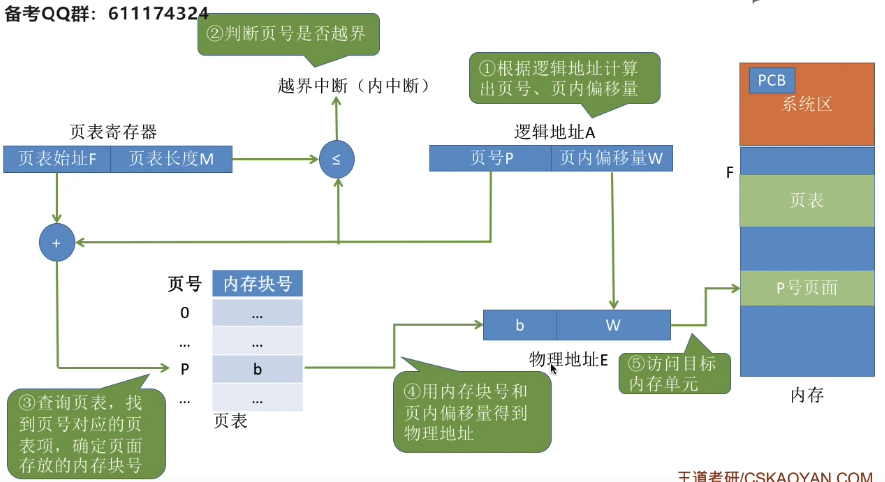 备考QQ群：611174324
②判断页号是否越界
越界中断（内中断）
①根据逻辑地址计算
出页号、页内偏移量
PCB
系统区
页表寄存器
页表始址F
页表长度M
≤
逻辑地址A
页号P
页内偏移量W
F
页表
+
页号
内存块号
0
...
...
...
P
b
...
...
页表
b
W
物理地址E
P号页面
内存
③查询页表，找
到页号对应的页
表项，确定页面
存放的内存块号
④用内存块号和
页内偏移量得到
物理地址
⑤访问目标
内存单元
王道考研/CSKAOYAN.COM